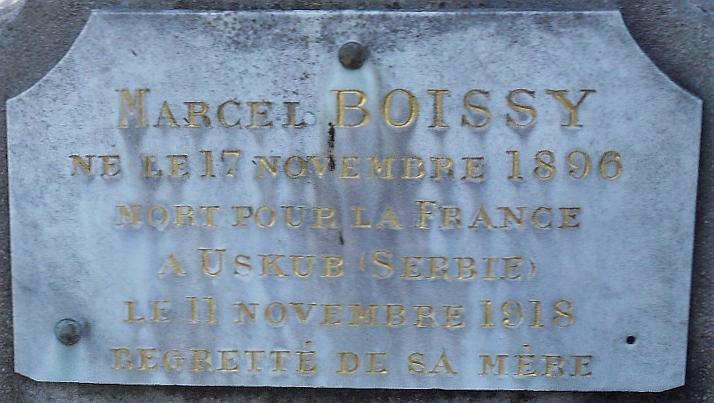 MARCEL BOISSY
NÉ LE 17 NOVEMBRE 1896
MORT POUR LA FRANCE
A USKUB (SERBIE)
LE 11 NOVEMBRE 1918
REGRETTÉ DE SA MÈRE